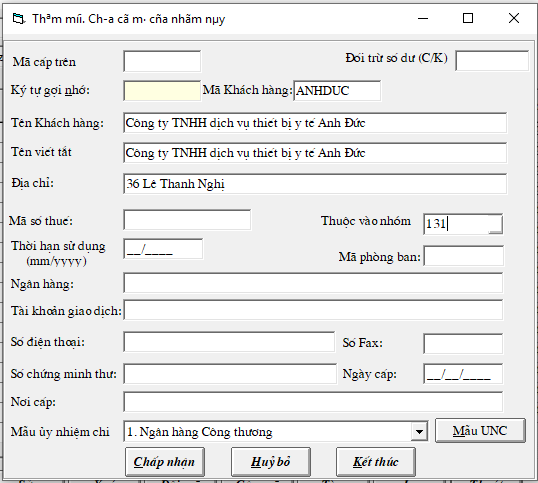 Thªm míi. Ch-a cã m· cña nhãm nµy
Mã cấp trên
Đối trừ số dư (C/K)
Ký tự gợi nhớ: Mã Khách hàng: ANHDUC
Tên Khách hàng: Công ty TNHH dịch vụ thiết bị y tế Anh Đức
Tên viết tắt Công ty TNHH dịch vụ thiết bị y tế Anh Đức
Địa chỉ: 36 Lê Thanh Nghị
Mã số thuế: Thuộc vào nhóm 131
Thời hạn sử dụng __/____
(mm/yyyy) Mã phòng ban:
Ngân hàng:
Tài khoản giao dịch:
Số điện thoại: Số Fax:
Số chứng minh thư: Ngày cấp: __/__/____
Nơi cấp:
Mẫu ủy nhiệm chi 1. Ngân hàng Công thương Mẫu UNC
Chấp nhận Huỷ bỏ Kết thúc